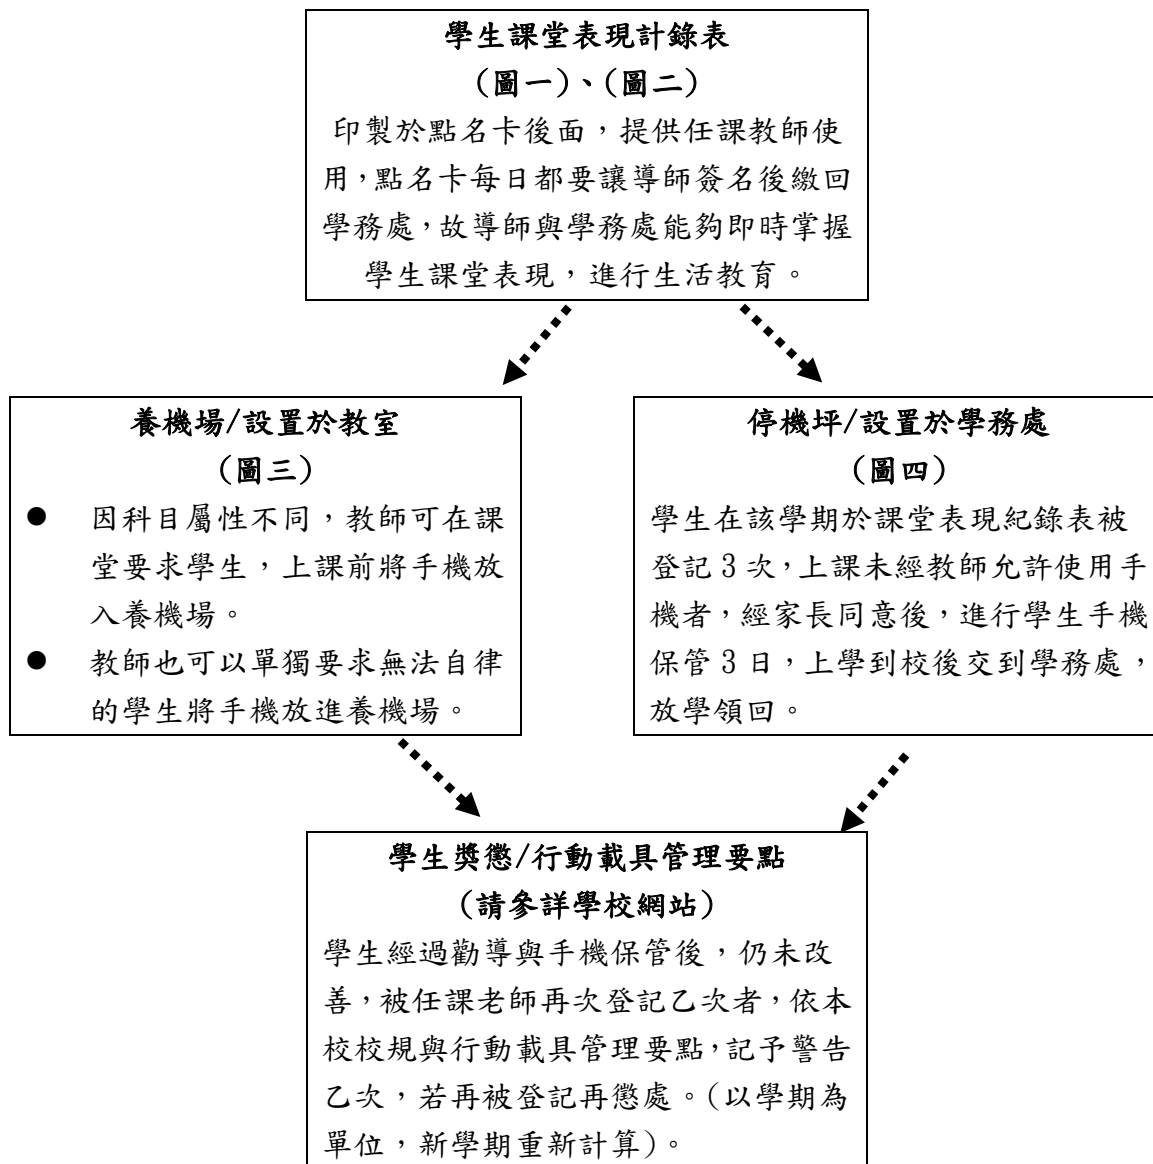 學生課堂表現計錄表
(圖一)、(圖二)
印製於點名卡後面，提供任課教師使
用，點名卡每日都要讓導師簽名後繳回
學務處，故導師與學務處能夠即時掌握
學生課堂表現，進行生活教育。
養機場/設置於教室
(圖三)
● 因科目屬性不同，教師可在課
堂要求學生，上課前將手機放
入養機場。
● 教師也可以單獨要求無法自律
的學生將手機放進養機場。
停機坪/設置於學務處
(圖四)
學生在該學期於課堂表現紀錄表被
登記 3 次，上課未經教師允許使用手
機者，經家長同意後，進行學生手機
保管 3 日，上學到校後交到學務處，
放學領回。
學生獎懲/行動載具管理要點
(請參詳學校網站)
學生經過勸導與手機保管後，仍未改
善，被任課老師再次登記乙次者，依本
校校規與行動載具管理要點，記予警告
乙次，若再被登記再懲處。(以學期為
單位，新學期重新計算)。